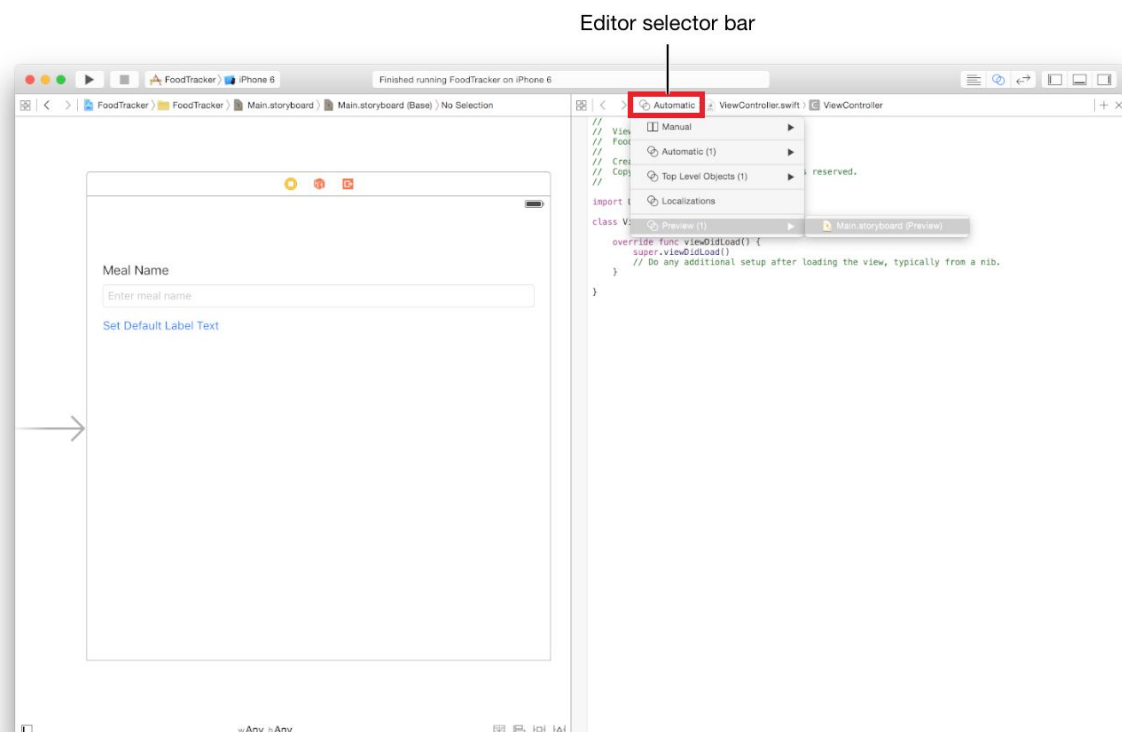 Editor selector bar
FoodTracker iPhone 6
Finished running FoodTracker on iPhone 6
FoodTracker FoodTracker Main.storyboard Main.storyboard (Base) No Selection
Automatic ViewController.swift ViewController
Meal Name
Enter meal name
Set Default Label Text
wAny hAny
//
// View
// Food
//
// Crea
// Copy s reserved.
//
import U
class Vi
Manual
Automatic (1)
Top Level Objects (1)
Localizations
Preview (1) Main.storyboard (Preview)
override func viewDidLoad() {
super.viewDidLoad()
// Do any additional setup after loading the view, typically from a nib.
}
}